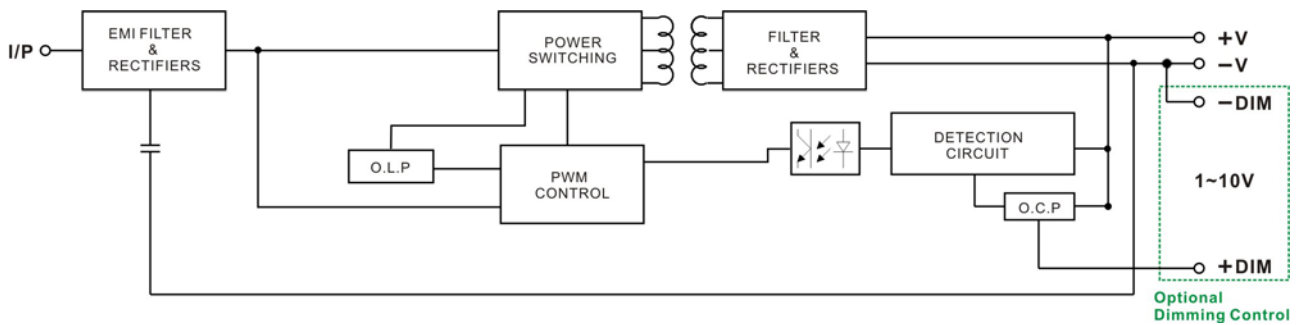 I/P
EMI FILTER
&
RECTIFIERS
POWER
SWITCHING
FILTER
&
RECTIFIERS
+V
−V
−DIM
O.L.P
PWM
CONTROL
DETECTION
CIRCUIT
O.C.P
1~10V
+DIM
Optional
Dimming Control